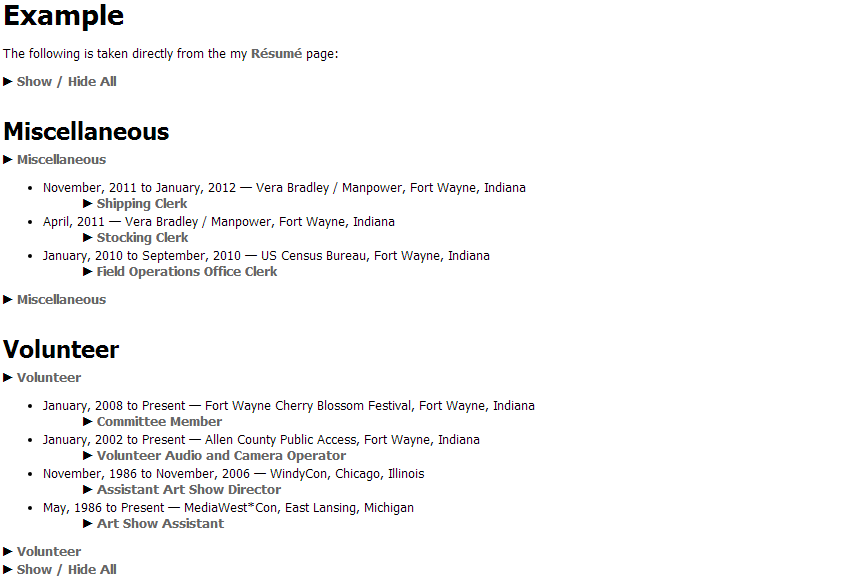 Example
The following is taken directly from the my Résumé page:
► Show / Hide All
Miscellaneous
► Miscellaneous
• November, 2011 to January, 2012 — Vera Bradley / Manpower, Fort Wayne, Indiana
► Shipping Clerk
• April, 2011 — Vera Bradley / Manpower, Fort Wayne, Indiana
► Stocking Clerk
• January, 2010 to September, 2010 — US Census Bureau, Fort Wayne, Indiana
► Field Operations Office Clerk
► Miscellaneous
Volunteer
► Volunteer
• January, 2008 to Present — Fort Wayne Cherry Blossom Festival, Fort Wayne, Indiana
► Committee Member
• January, 2002 to Present — Allen County Public Access, Fort Wayne, Indiana
► Volunteer Audio and Camera Operator
• November, 1986 to November, 2006 — WindyCon, Chicago, Illinois
► Assistant Art Show Director
• May, 1986 to Present — MediaWest*Con, East Lansing, Michigan
► Art Show Assistant
► Volunteer
► Show / Hide All